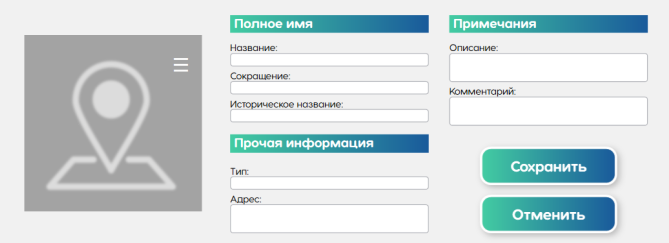 Полное имя
Название:
Сокращение:
Историческое название:
Прочая информация
Тип:
Адрес:
Примечания
Описание:
Комментарий:
Сохранить
Отменить